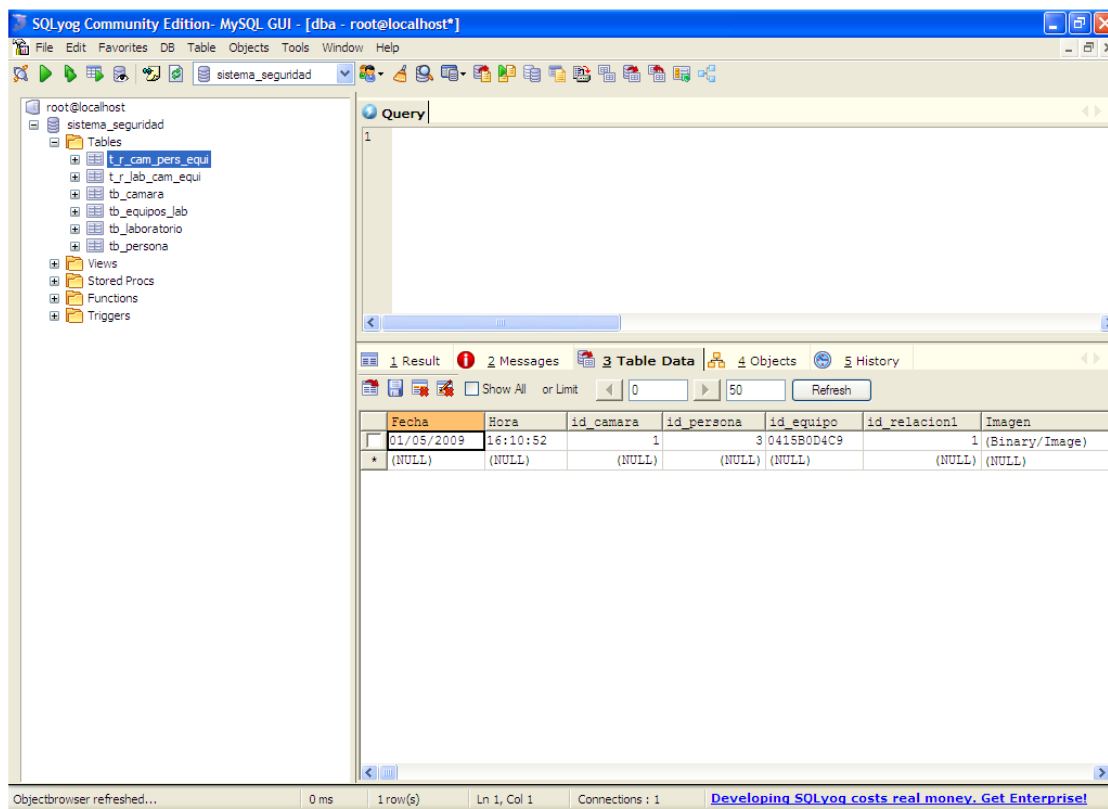 SQLyog Community Edition- MySQL GUI - [dba - root@localhost*]
File Edit Favorites DB Table Objects Tools Window Help
sistema_seguridad
root@localhost
sistema_seguridad
Tables
t_r_cam_pers_equi
t_r_lab_cam_equi
tb_camara
tb_equipos_lab
tb_laboratorio
tb_persona
Views
Stored Procs
Functions
Triggers
Query
1
1 Result 2 Messages 3 Table Data 4 Objects 5 History
Show All or Limit 0 50 Refresh
Fecha Hora id_camara id_persona id_equipo id_relacion1 Imagen
01/05/2009 16:10:52 1 3 0415B0D4C9 1 (Binary/Image)
* (NULL) (NULL) (NULL) (NULL) (NULL) (NULL) (NULL)
Objectbrowser refreshed... 0 ms 1 row(s) Ln 1, Col 1 Connections : 1 Developing SQLyog costs real money. Get Enterprise!